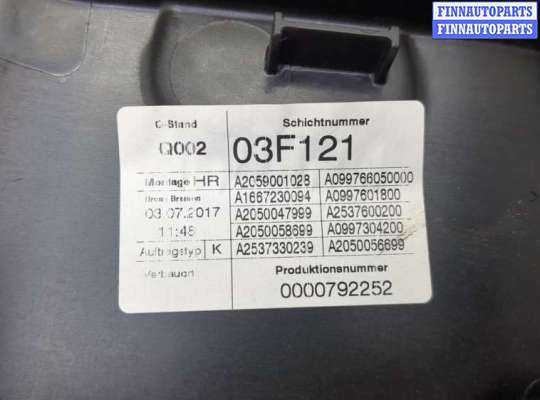 FINNAUTOPARTS
FINNAUTOPARTS
Q-Stand
Schichtnummer
Q002
03F121
Montage HR
A2059001028 A099766050000
Bremen
A1667230094 A0997601800
03.07.2017
A2050047999 A2537600200
11:48
A2050058699 A0997304200
Auftragstyp K
A2537330239 A2050056699
Verbauort
Produktionsnummer
0000792252